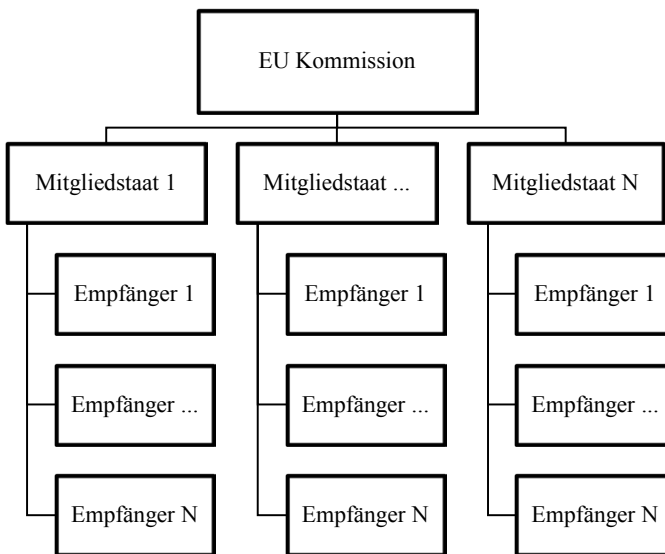 EU Kommission
Mitgliedstaat 1
Mitgliedstaat ...
Mitgliedstaat N
Empfänger 1
Empfänger 1
Empfänger 1
Empfänger ...
Empfänger ...
Empfänger ...
Empfänger N
Empfänger N
Empfänger N